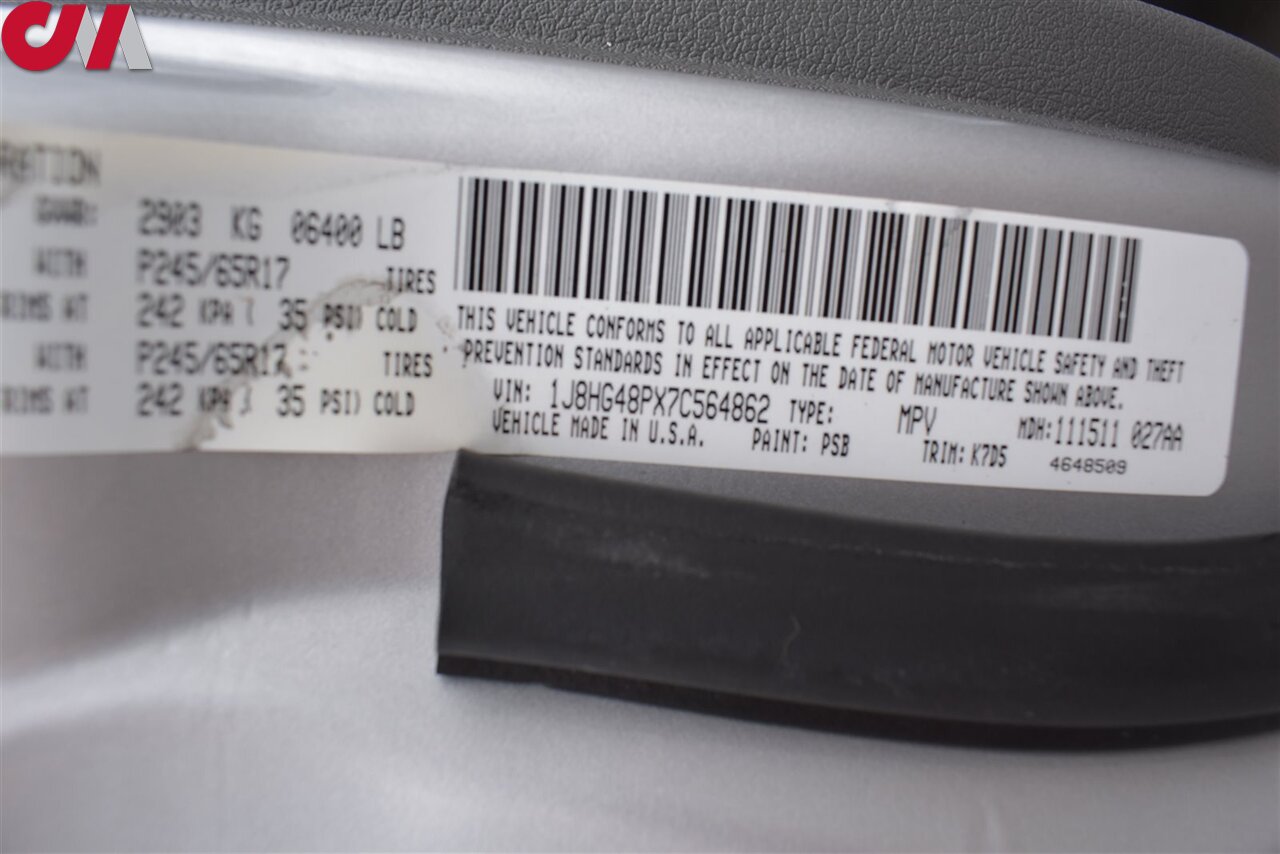 CM
RATION
GAWR: 2903 KG 06400 LB
WITH P245/65R17 TIRES
RIMS AT 242 KPA ( 35 PSI) COLD
WITH P245/65R17 TIRES
RIMS AT 242 KPA ( 35 PSI) COLD
THIS VEHICLE CONFORMS TO ALL APPLICABLE FEDERAL MOTOR VEHICLE SAFETY AND THEFT
PREVENTION STANDARDS IN EFFECT ON THE DATE OF MANUFACTURE SHOWN ABOVE.
VIN: 1J8HG48PX7C564862 TYPE: MPV MDH:111511 027AA
VEHICLE MADE IN U.S.A. PAINT: PSB TRIM: K7D5 4648509